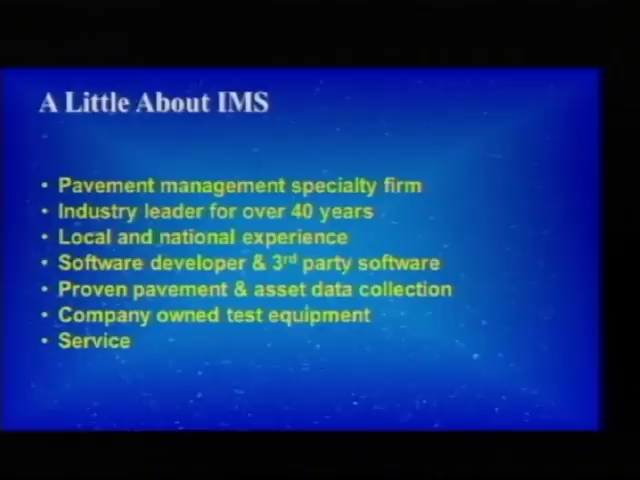 A Little About IMS
• Pavement management specialty firm
• Industry leader for over 40 years
• Local and national experience
• Software developer & 3rd party software
• Proven pavement & asset data collection
• Company owned test equipment
• Service